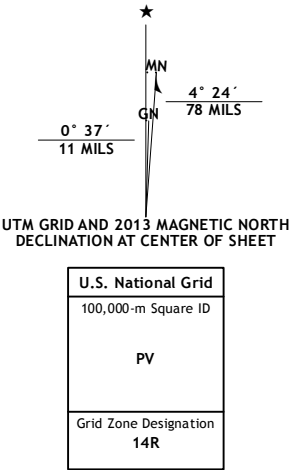 ★
MN
4° 24´
78 MILS
GN
0° 37´
11 MILS
UTM GRID AND 2013 MAGNETIC NORTH
DECLINATION AT CENTER OF SHEET
U.S. National Grid
100,000-m Square ID
PV
Grid Zone Designation
14R